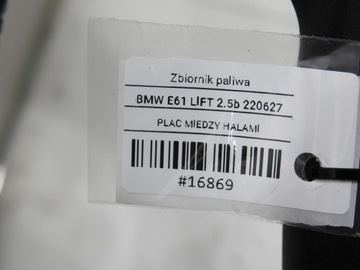 Zbiornik paliwa
BMW E61 LIFT 2.5b 220627
PLAC MIEDZY HALAMI
#16869